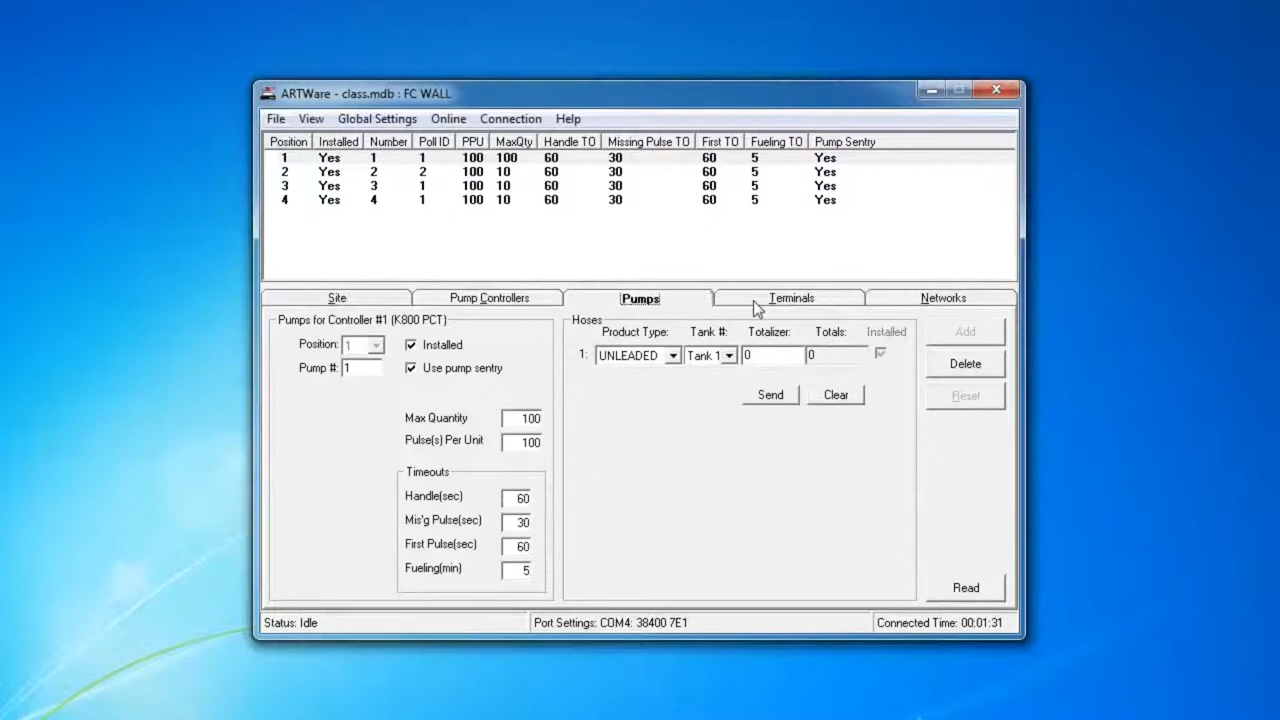 ARTWare - class.mdb : FC WALL
File View Global Settings Online Connection Help
Position Installed Number Poll ID PPU MaxQty Handle TO Missing Pulse TO First TO Fueling TO Pump Sentry
1 Yes 1 1 100 100 60 30 60 5 Yes
2 Yes 2 2 100 10 60 30 60 5 Yes
3 Yes 3 1 100 10 60 30 60 5 Yes
4 Yes 4 1 100 10 60 30 60 5 Yes
Site Pump Controllers Pumps Terminals Networks
Pumps for Controller #1 (K800 PCT)
Position: 1 Installed
Pump #: 1 Use pump sentry
Max Quantity 100
Pulse(s) Per Unit 100
Timeouts
Handle(sec) 60
Mis'g Pulse(sec) 30
First Pulse(sec) 60
Fueling(min) 5
Hoses
Product Type: Tank #: Totalizer: Totals: Installed
1: UNLEADED Tank 1 0 0
Send Clear
Add
Delete
Reset
Read
Status: Idle Port Settings: COM4: 38400 7E1 Connected Time: 00:01:31